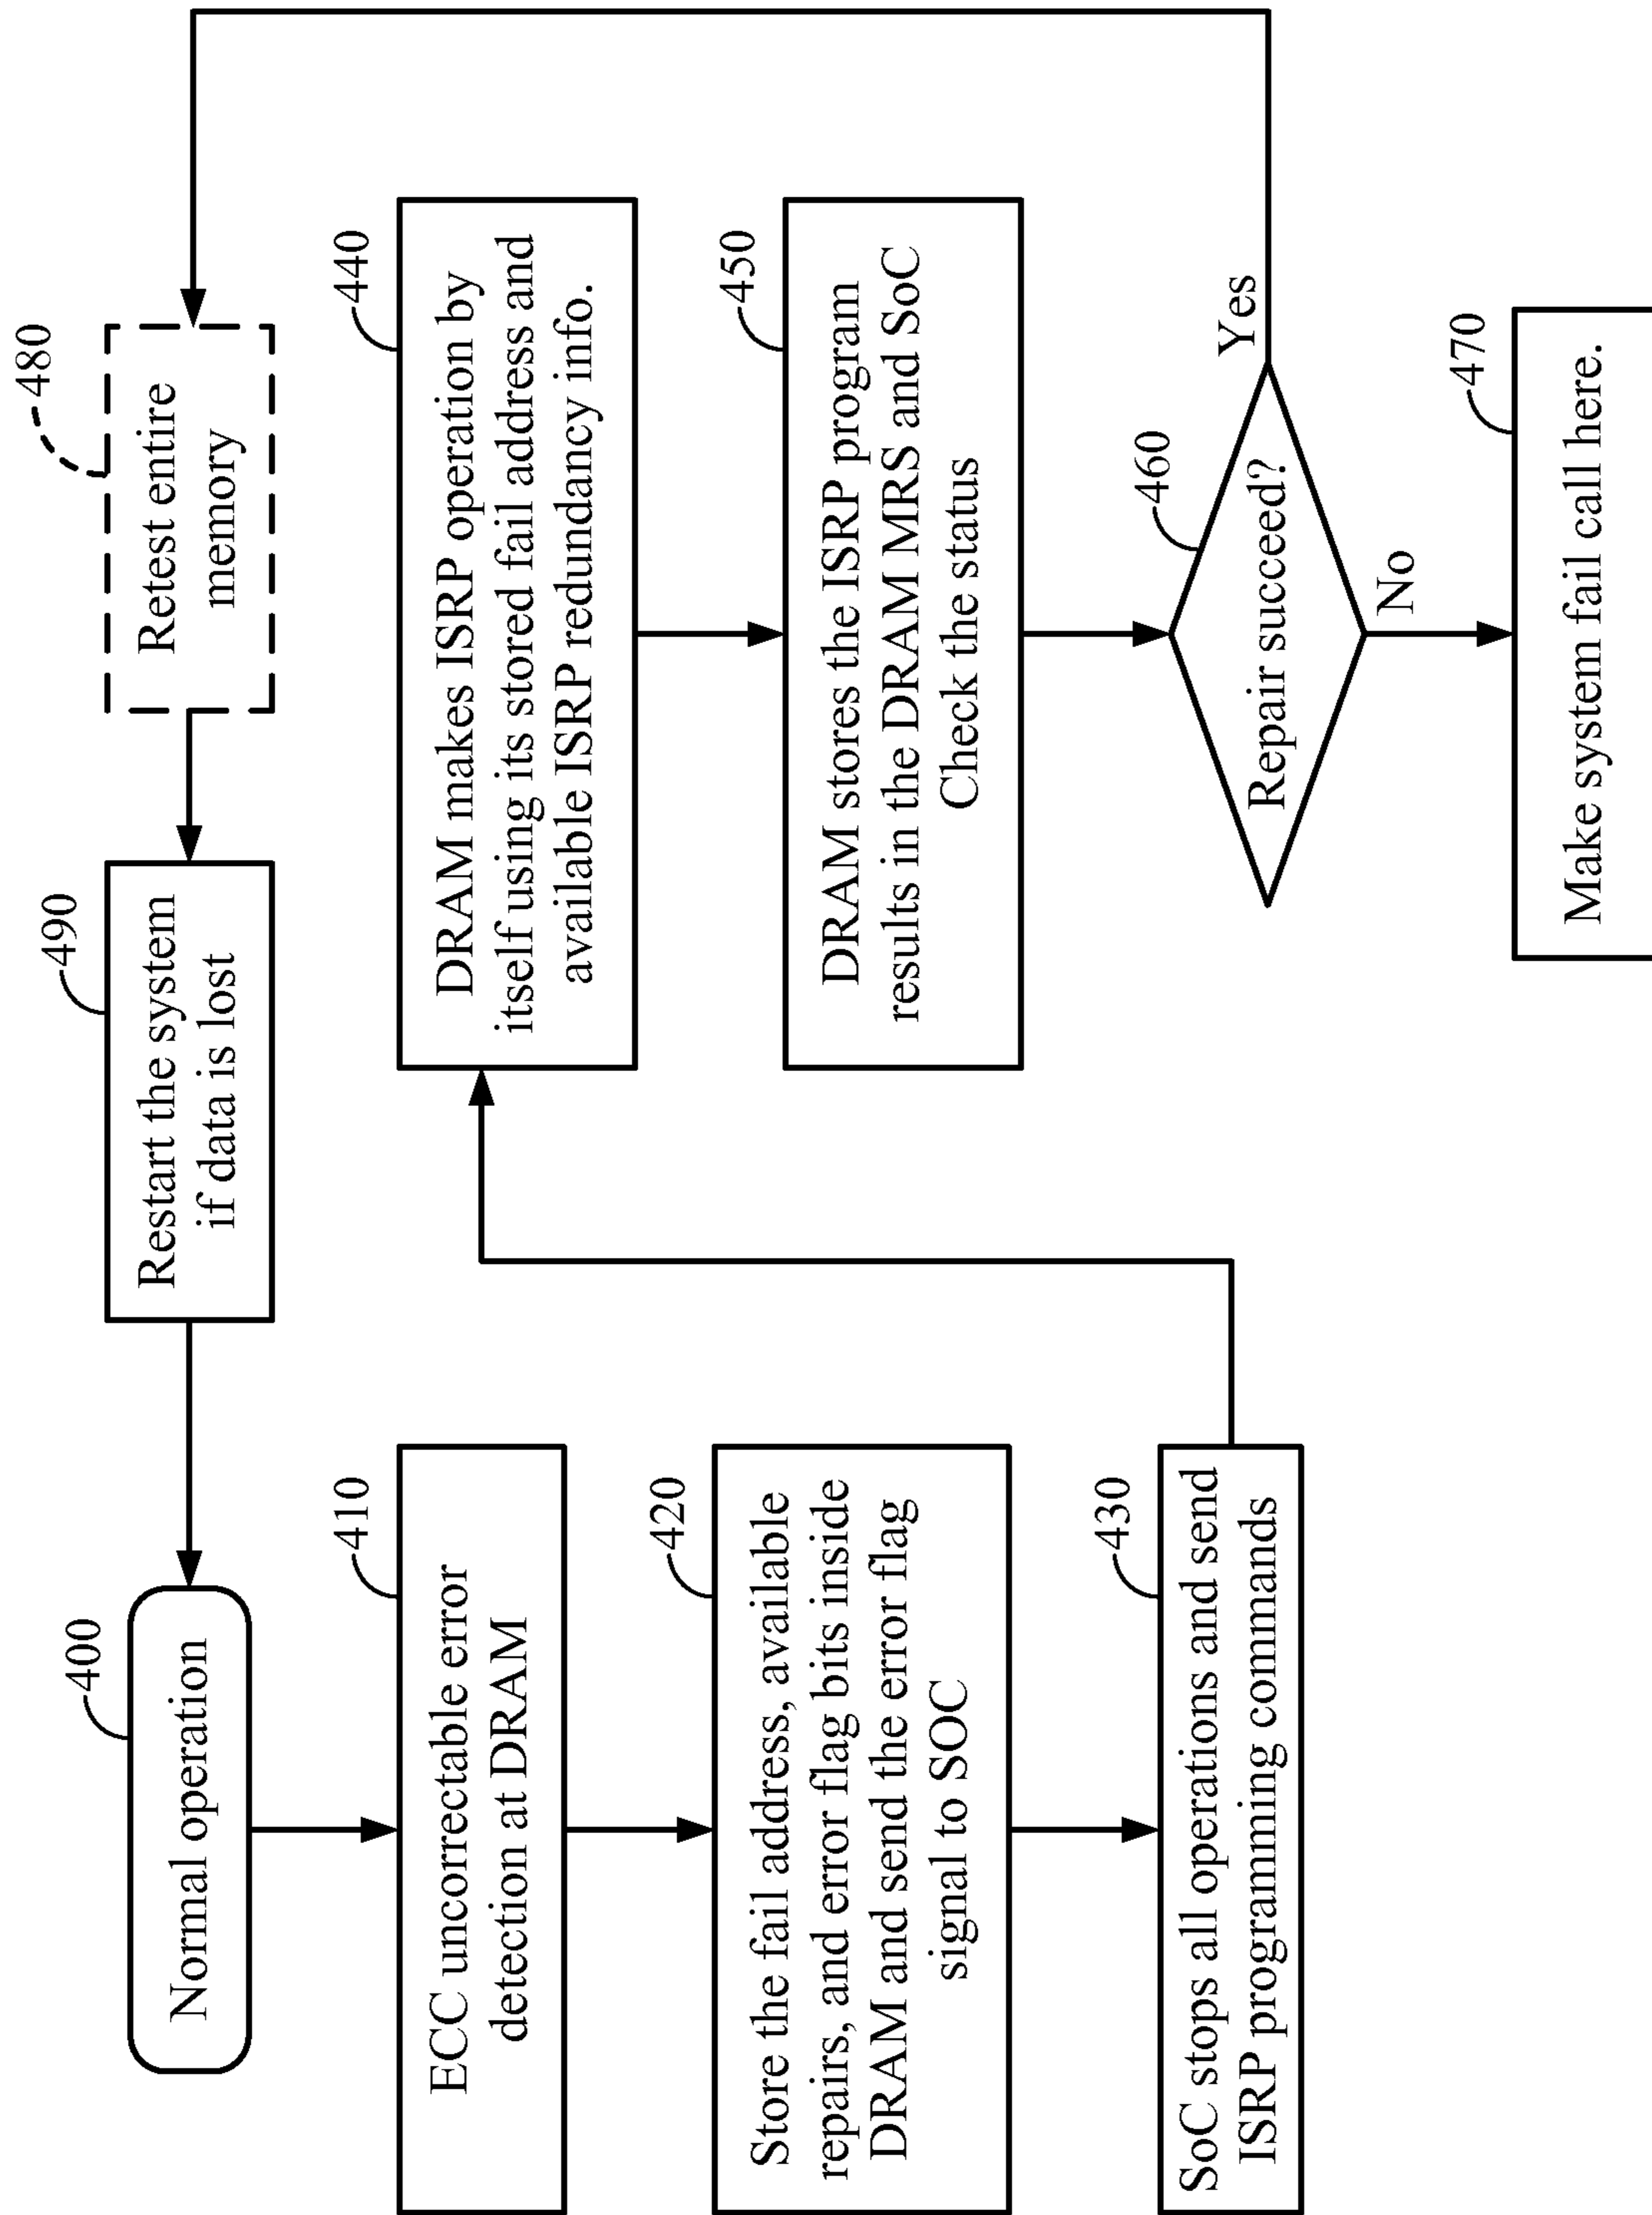 400
Normal operation
410
ECC uncorrectable error
detection at DRAM
420
Store the fail address, available
repairs, and error flag bits inside
DRAM and send the error flag
signal to SOC
430
SoC stops all operations and send
ISRP programming commands
440
DRAM makes ISRP operation by
itself using its stored fail address and
available ISRP redundancy info.
450
DRAM stores the ISRP program
results in the DRAM MRS and SoC
Check the status
460
Repair succeed?
Yes
No
470
Make system fail call here.
480
Retest entire
memory
490
Restart the system
if data is lost